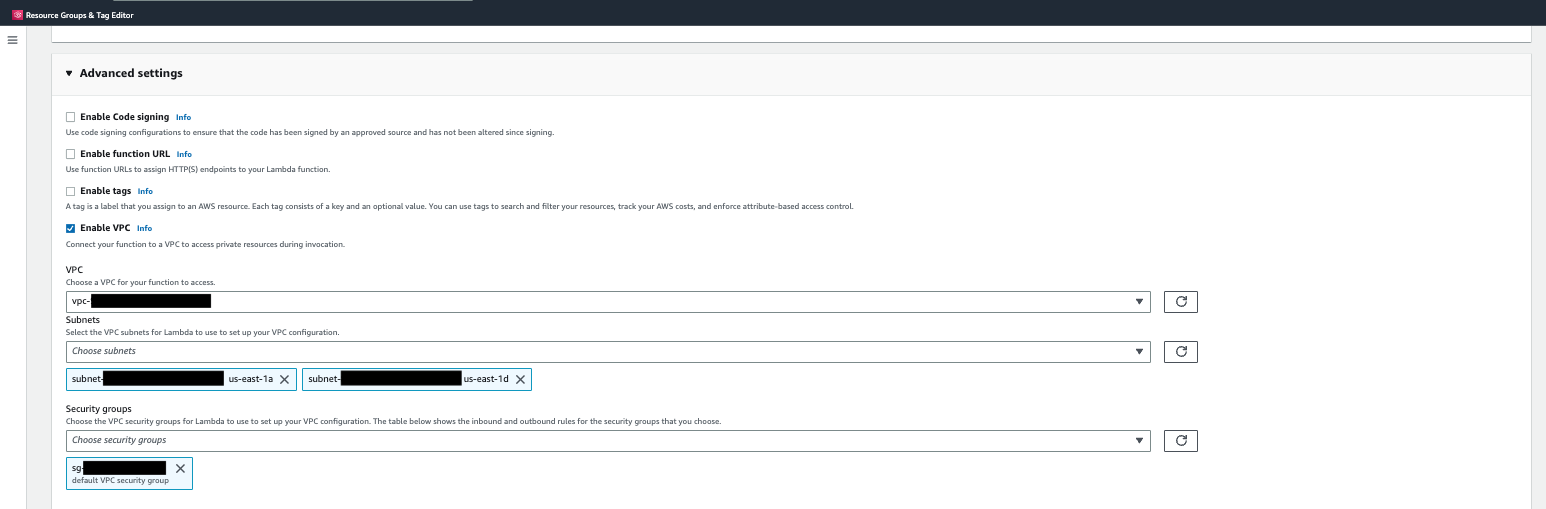 Resource Groups & Tag Editor
Advanced settings
Enable Code signing Info
Use code signing configurations to ensure that the code has been signed by an approved source and has not been altered since signing.
Enable function URL Info
Use function URLs to assign HTTP(S) endpoints to your Lambda function.
Enable tags Info
A tag is a label that you assign to an AWS resource. Each tag consists of a key and an optional value. You can use tags to search and filter your resources, track your AWS costs, and enforce attribute-based access control.
Enable VPC Info
Connect your function to a VPC to access private resources during invocation.
VPC
Choose a VPC for your function to access.
vpc-
Subnets
Select the VPC subnets for Lambda to use to set up your VPC configuration.
Choose subnets
subnet- us-east-1a subnet- us-east-1d
Security groups
Choose the VPC security groups for Lambda to use to set up your VPC configuration. The table below shows the inbound and outbound rules for the security groups that you choose.
Choose security groups
sg-
default VPC security group